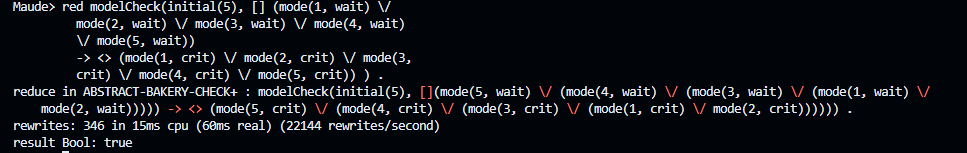 Maude> red modelCheck(initial(5), [] (mode(1, wait) \/
mode(2, wait) \/ mode(3, wait) \/ mode(4, wait)
\/ mode(5, wait))
-> <> (mode(1, crit) \/ mode(2, crit) \/ mode(3,
crit) \/ mode(4, crit) \/ mode(5, crit)) ) .
reduce in ABSTRACT-BAKERY-CHECK+ : modelCheck(initial(5), [](mode(5, wait) \/ (mode(4, wait) \/ (mode(3, wait) \/ (mode(1, wait) \/
mode(2, wait))))) -> <> (mode(5, crit) \/ (mode(4, crit) \/ (mode(3, crit) \/ (mode(1, crit) \/ mode(2, crit)))))) .
rewrites: 346 in 15ms cpu (60ms real) (22144 rewrites/second)
result Bool: true